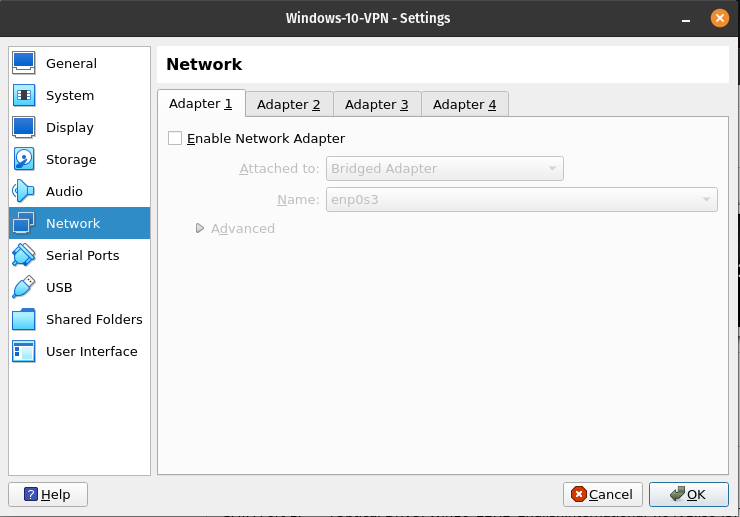 Windows-10-VPN - Settings
General
System
Display
Storage
Audio
Network
Serial Ports
USB
Shared Folders
User Interface
Network
Adapter 1
Adapter 2
Adapter 3
Adapter 4
Enable Network Adapter
Attached to: Bridged Adapter
Name: enp0s3
Advanced
Help
Cancel
OK